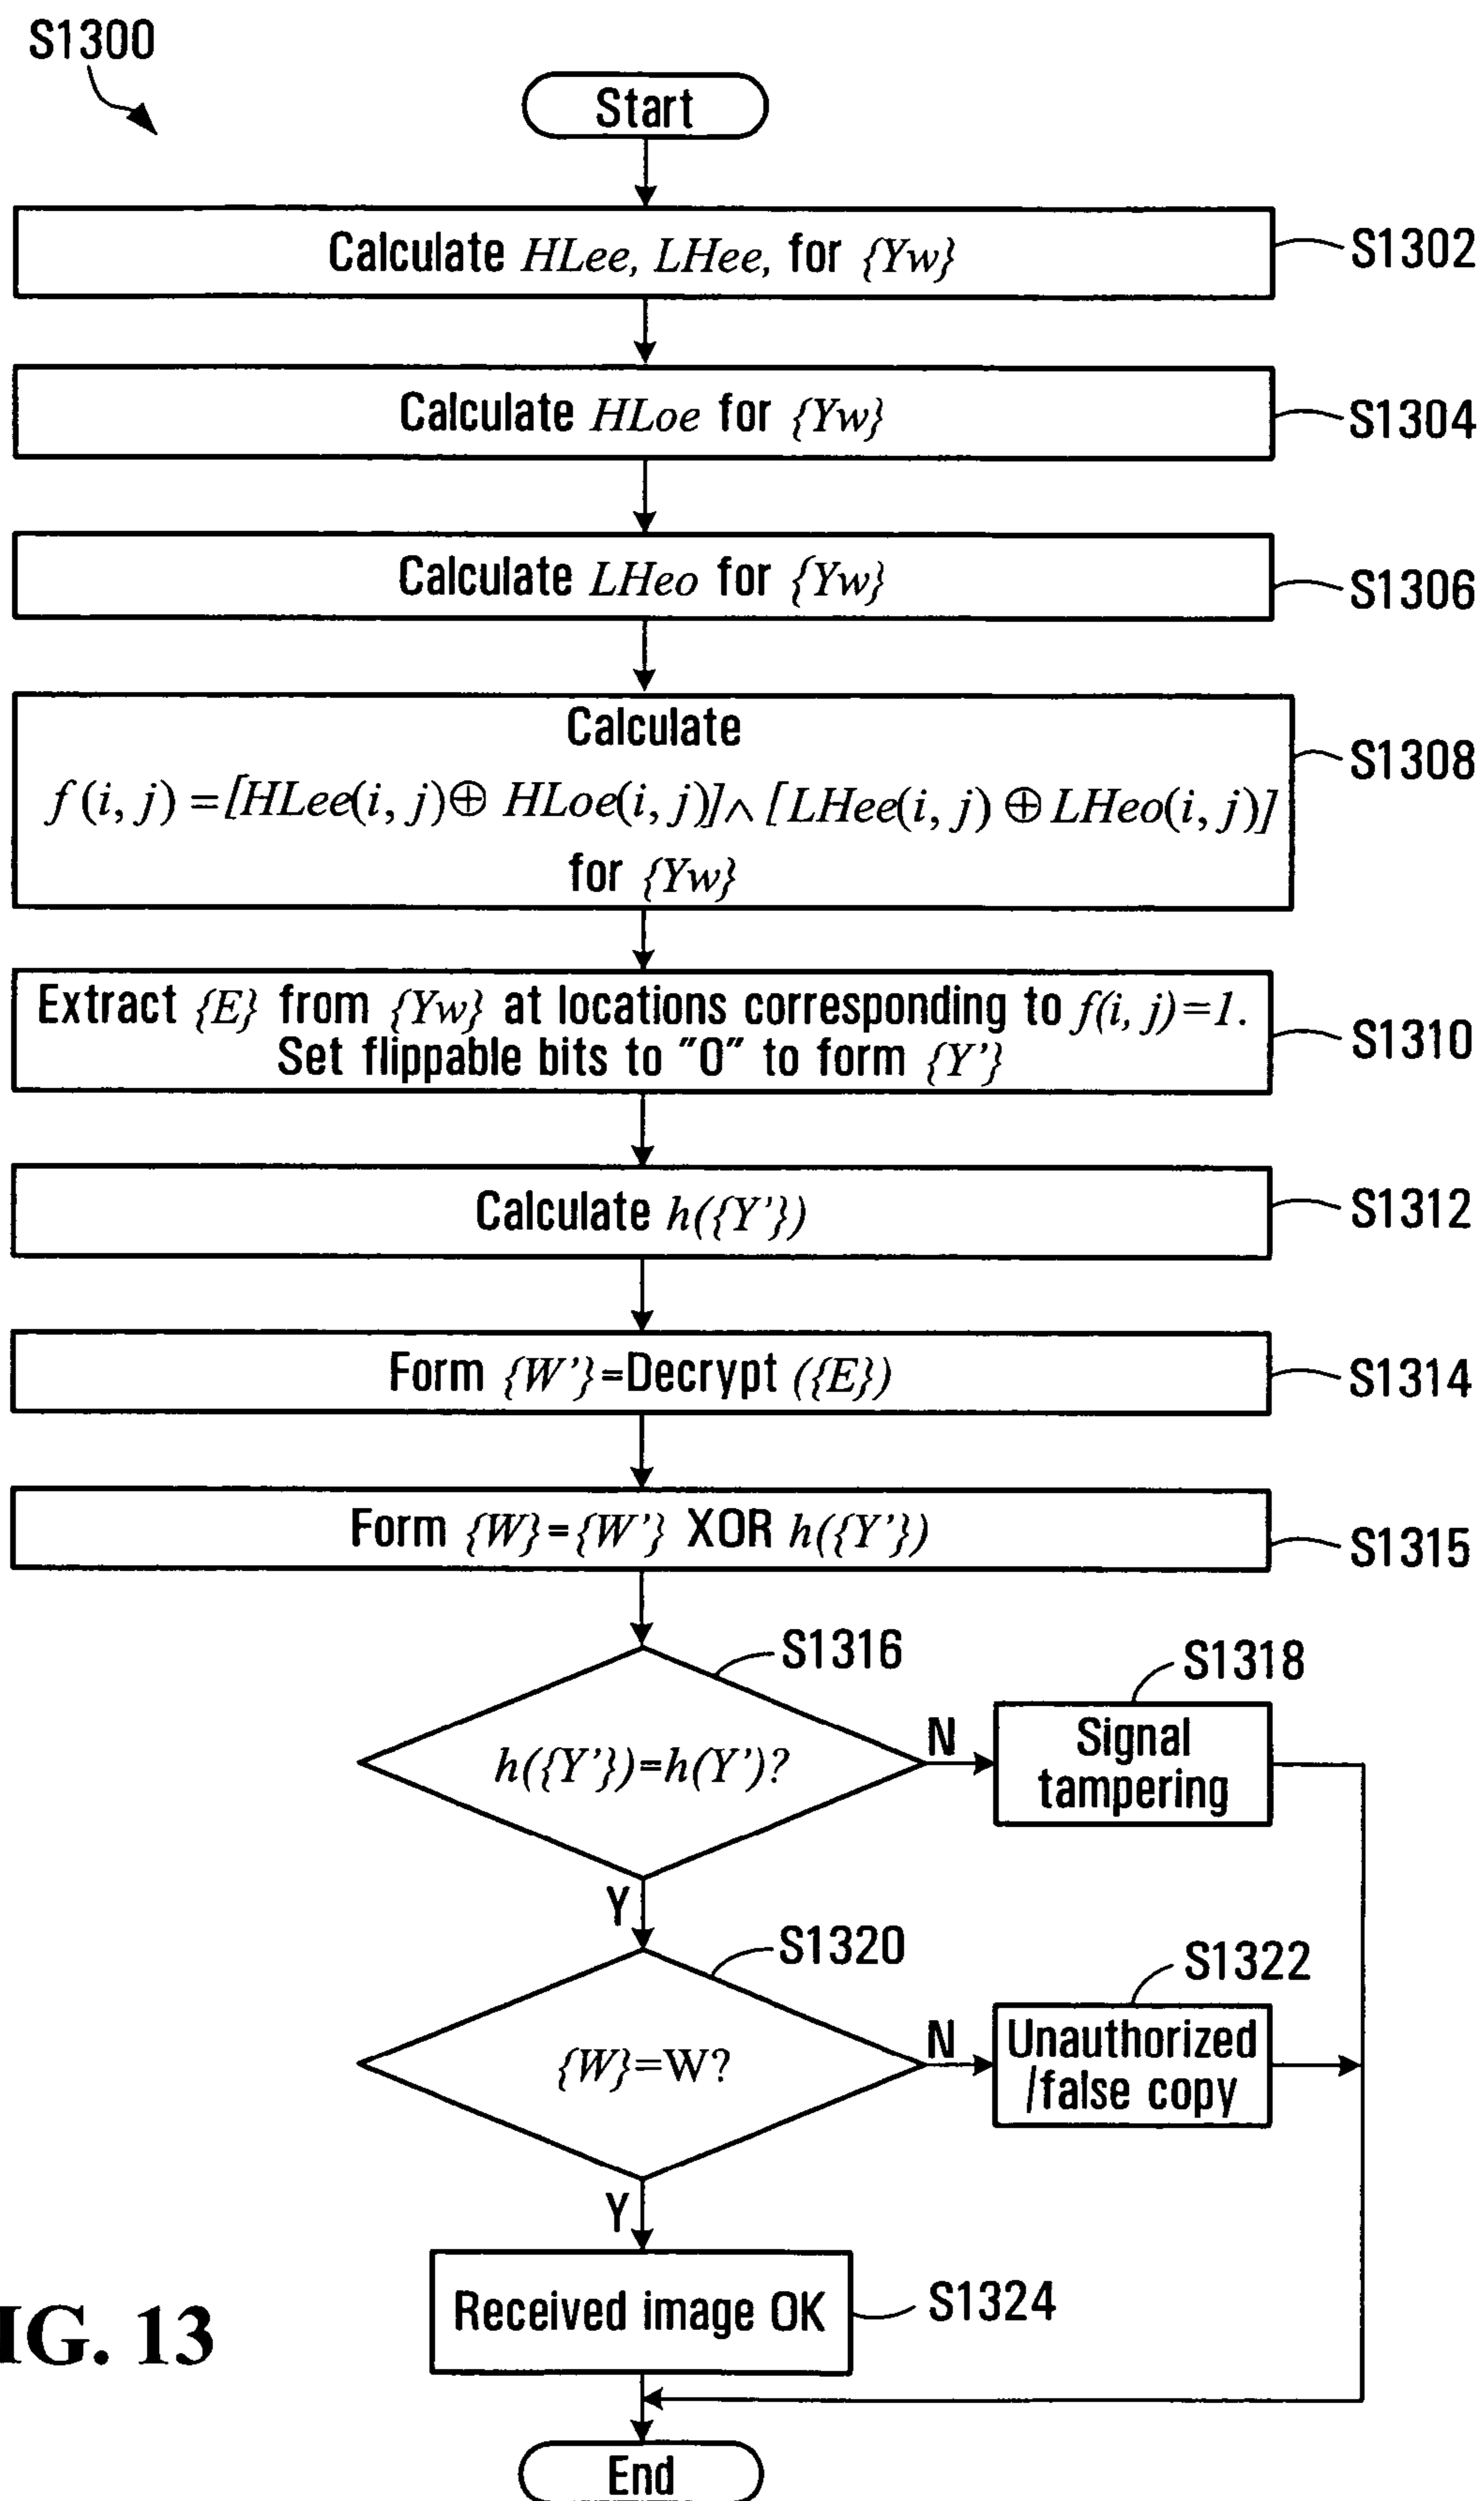 S1300
Start
Calculate HLee, LHee, for {Yw}
S1302
Calculate HLoe for {Yw}
S1304
Calculate LHeo for {Yw}
S1306
Calculate
f(i, j) =[HLee(i, j)⊕ HLoe(i, j)]∧[LHee(i, j) ⊕ LHeo(i, j)]
for {Yw}
S1308
Extract {E} from {Yw} at locations corresponding to f(i, j)=1.
Set flippable bits to "0" to form {Y'}
S1310
Calculate h({Y'})
S1312
Form {W'}=Decrypt ({E})
S1314
Form {W}={W'} XOR h({Y'})
S1315
S1316
h({Y'})=h(Y')?
N
S1318
Signal
tampering
Y
S1320
{W}=W?
N
S1322
Unauthorized
/false copy
Y
Received image OK
S1324
IG. 13
End